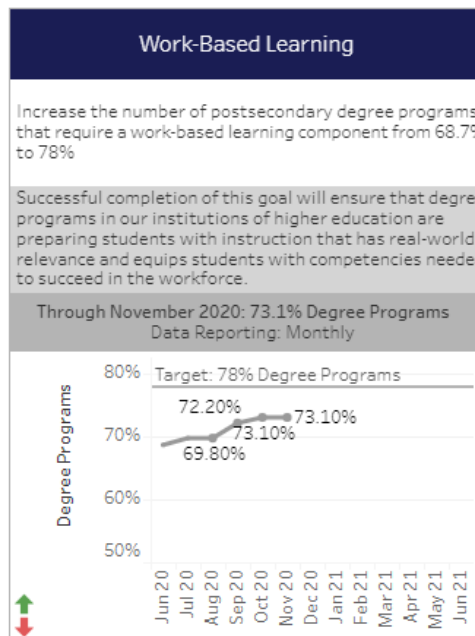 Work-Based Learning
Increase the number of postsecondary degree programs
that require a work-based learning component from 68.7%
to 78%
Successful completion of this goal will ensure that degre
programs in our institutions of higher education are
preparing students with instruction that has real-world
relevance and equips students with competencies neede
to succeed in the workforce.
Through November 2020: 73.1% Degree Programs
Data Reporting: Monthly
80%
Target: 78% Degree Programs
72.20%
73.10%
70%
73.10%
69.80%
Degree Programs
60%
50%
Jun 20
Jul 20
Aug 20
Sep 20
Oct 20
Nov 20
Dec 20
Jan 21
Feb 21
Mar 21
Apr 21
May 21
Jun 21